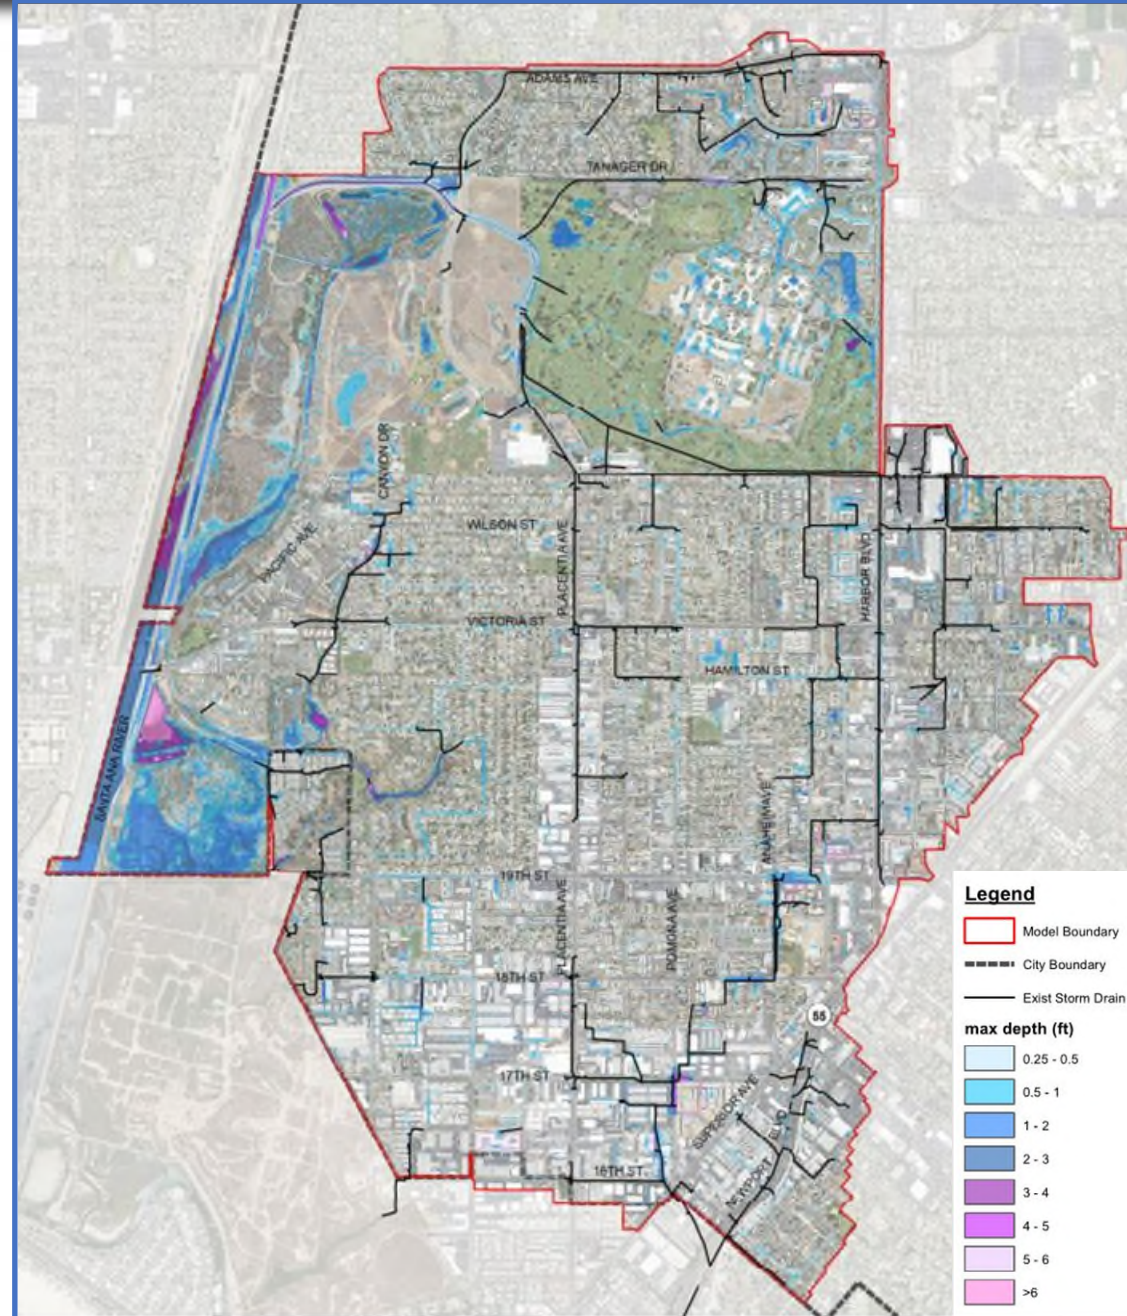 ADAMS AVE
TANAGER DR
CANYON DR
WILSON ST
PLACENTIA AVE
PACIFIC AVE
HARBOR BLVD
VICTORIA ST
HAMILTON ST
SANTA ANA RIVER
ANAHEIM AVE
19TH ST
PLACENTIA AVE
POMONA AVE
18TH ST
55
17TH ST
SUPERIOR AVE
NEWPORT BLVD
16TH ST
Legend
Model Boundary
City Boundary
Exist Storm Drain
max depth (ft)
0.25 - 0.5
0.5 - 1
1 - 2
2 - 3
3 - 4
4 - 5
5 - 6
>6